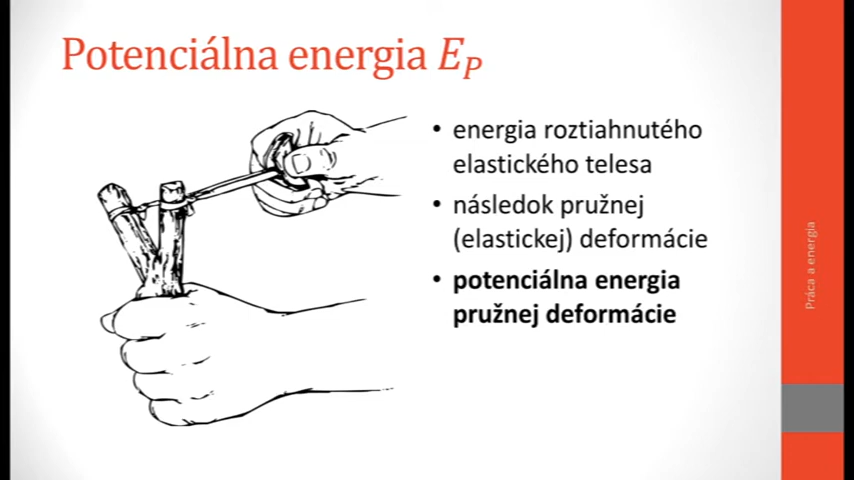 Potenciálna energia E_P
• energia roztiahnutého
elastického telesa
• následok pružnej
(elastickej) deformácie
• potenciálna energia
pružnej deformácie
Práca a energia